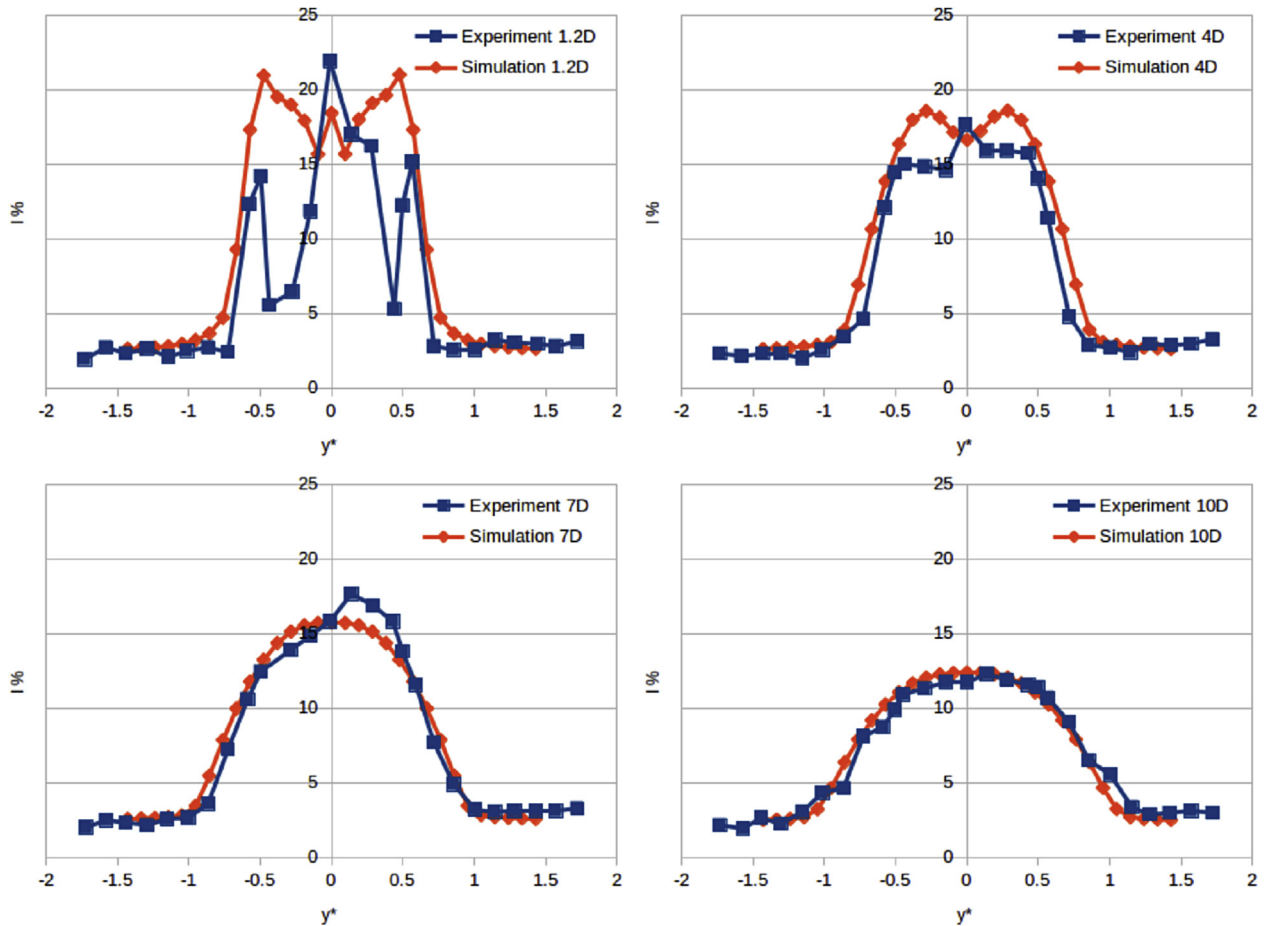 25
Experiment 1.2D
Simulation 1.2D
20
15
I %
10
5
0
-2 -1.5 -1 -0.5 0 0.5 1 1.5 2
y*
25
Experiment 4D
Simulation 4D
20
15
I %
10
5
0
-2 -1.5 -1 -0.5 0 0.5 1 1.5 2
y*
25
Experiment 7D
Simulation 7D
20
15
I %
10
5
0
-2 -1.5 -1 -0.5 0 0.5 1 1.5 2
y*
25
Experiment 10D
Simulation 10D
20
15
I %
10
5
0
-2 -1.5 -1 -0.5 0 0.5 1 1.5 2
y*